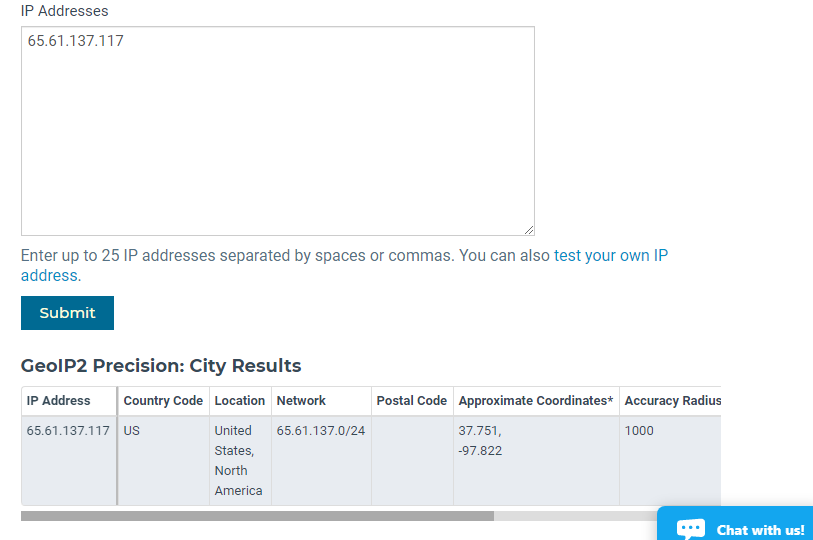 IP Addresses
65.61.137.117
Enter up to 25 IP addresses separated by spaces or commas. You can also test your own IP
address.
Submit
GeoIP2 Precision: City Results
IP Address Country Code Location Network Postal Code Approximate Coordinates* Accuracy Radius
65.61.137.117 US United 65.61.137.0/24 37.751, 1000
States, -97.822
North
America
Chat with us!